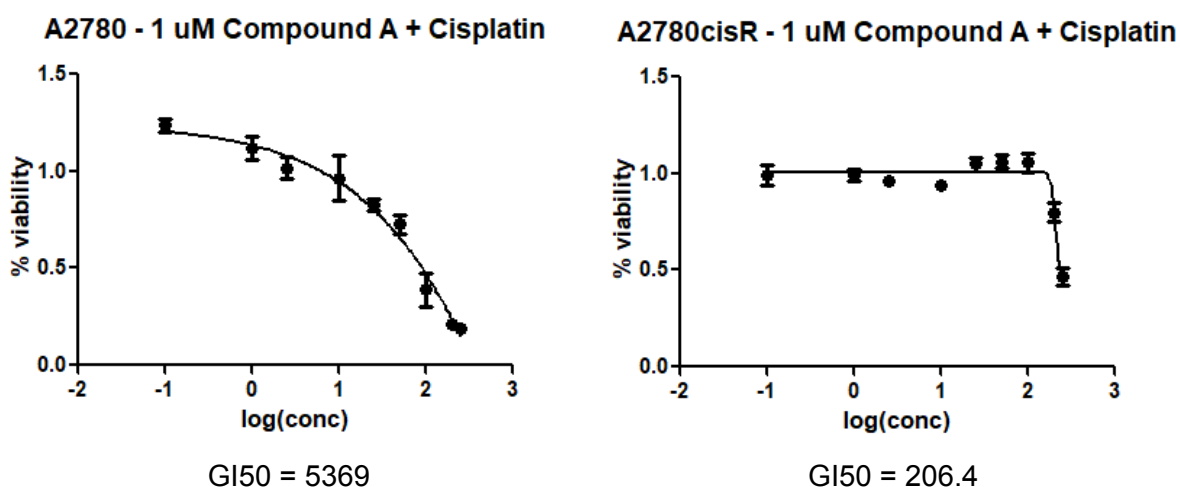 A2780 - 1 uM Compound A + Cisplatin
1.5
1.0
0.5
0.0
% viability
-2 -1 0 1 2 3
log(conc)
GI50 = 5369
A2780cisR - 1 uM Compound A + Cisplatin
1.5
1.0
0.5
0.0
% viability
-2 -1 0 1 2 3
log(conc)
GI50 = 206.4